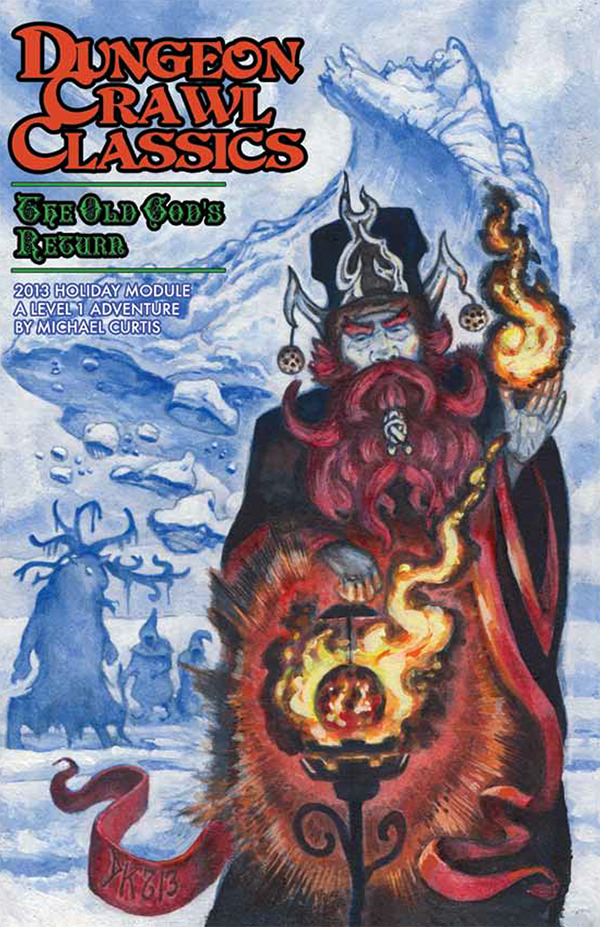 DUNGEON
CRAWL
CLASSICS
THE OLD GOD'S
RETURN
2013 HOLIDAY MODULE
A LEVEL 1 ADVENTURE
BY MICHAEL CURTIS